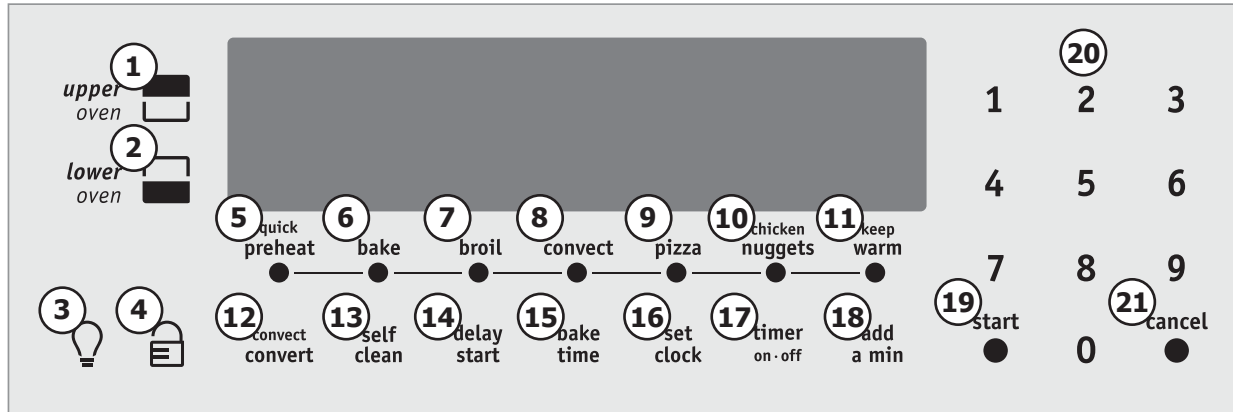 1
upper
oven
2
lower
oven
20
1 2 3
4 5 6
7 8 9
0
5 quick
preheat
6
bake
7
broil
8
convect
9
pizza
10 chicken
nuggets
11 keep
warm
3
4
12 convect
convert
13 self
clean
14 delay
start
15 bake
time
16 set
clock
17 timer
on·off
18 add
a min
19 start
21 cancel